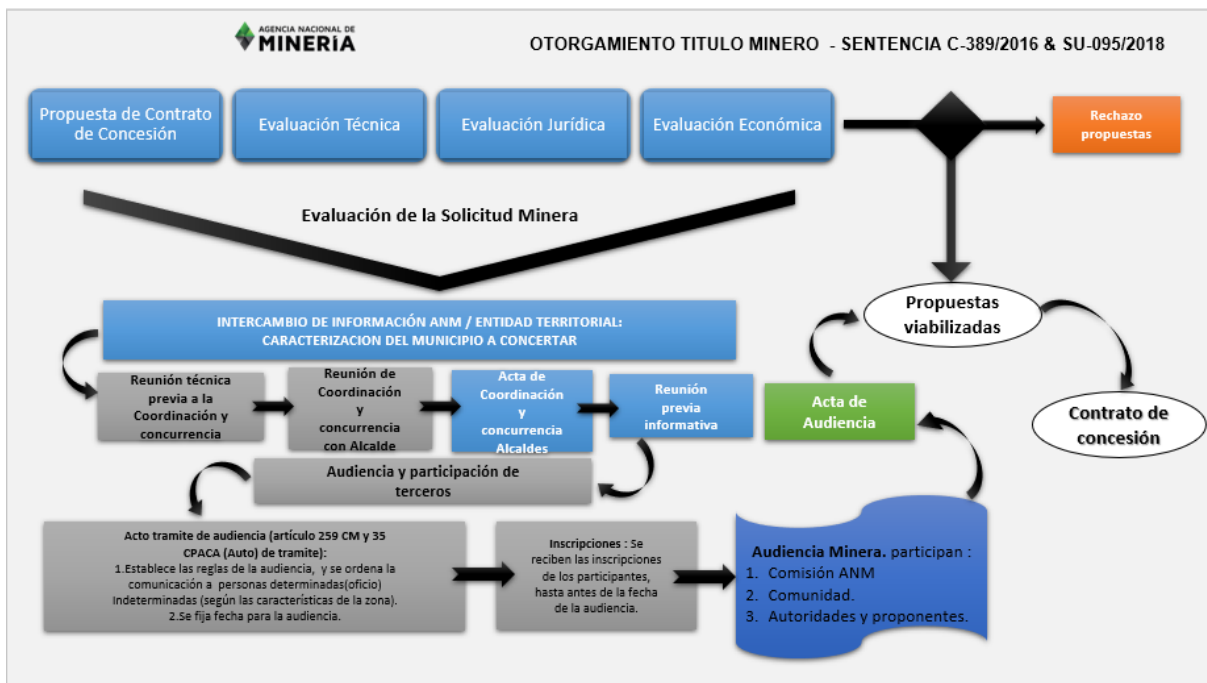 AGENCIA NACIONAL DE
MINERÍA
OTORGAMIENTO TITULO MINERO - SENTENCIA C-389/2016 & SU-095/2018
Propuesta de Contrato
de Concesión
Evaluación Técnica
Evaluación Jurídica
Evaluación Económica
Rechazo
propuestas
Evaluación de la Solicitud Minera
Propuestas
viabilizadas
INTERCAMBIO DE INFORMACIÓN ANM / ENTIDAD TERRITORIAL:
CARACTERIZACION DEL MUNICIPIO A CONCERTAR
Reunión técnica
previa a la
Coordinación y
concurrencia
Reunión de
Coordinación
y
concurrencia
con Alcalde
Acta de
Coordinación
y
concurrencia
Alcaldes
Reunión
previa
informativa
Acta de
Audiencia
Contrato de
concesión
Audiencia y participación de
terceros
Acto tramite de audiencia (artículo 259 CM y 35
CPACA (Auto) de tramite):
1.Establece las reglas de la audiencia, y se ordena la
comunicación a personas determinadas(oficio)
Indeterminadas (según las características de la zona).
2.Se fija fecha para la audiencia.
Inscripciones : Se
reciben las inscripciones
de los participantes,
hasta antes de la fecha
de la audiencia.
Audiencia Minera. participan :
1. Comisión ANM
2. Comunidad.
3. Autoridades y proponentes.